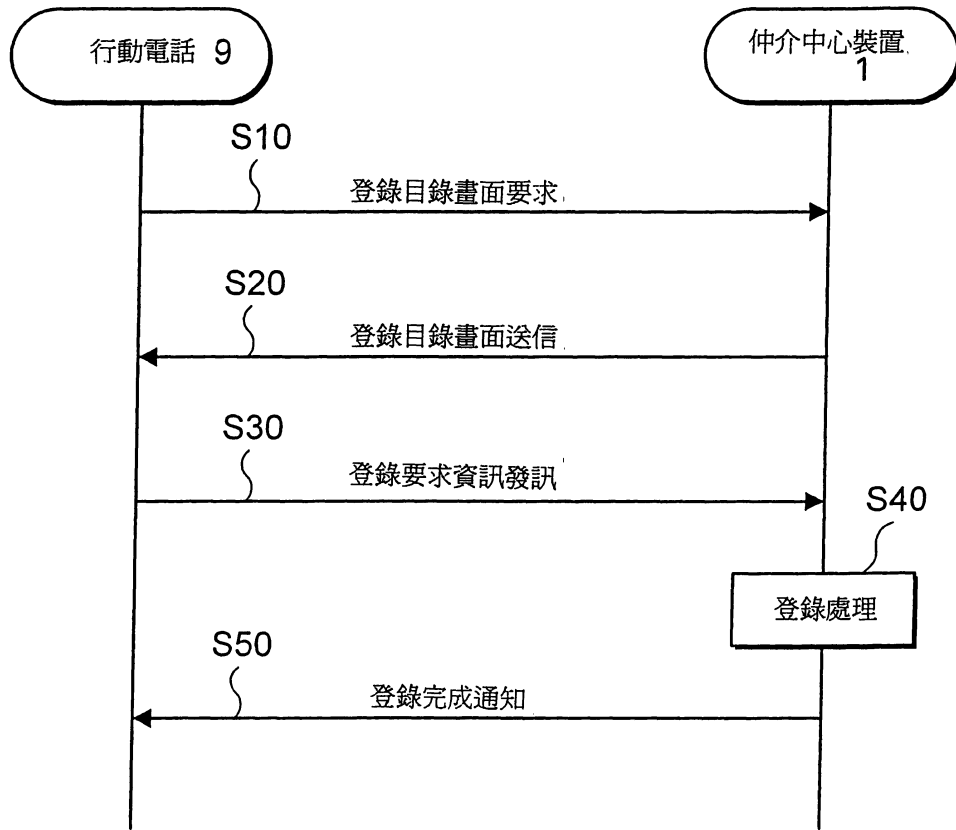 行動電話 9
仲介中心裝置
1
S10
登錄目錄畫面要求
S20
登錄目錄畫面送信
S30
登錄要求資訊發訊
S40
登錄處理
S50
登錄完成通知